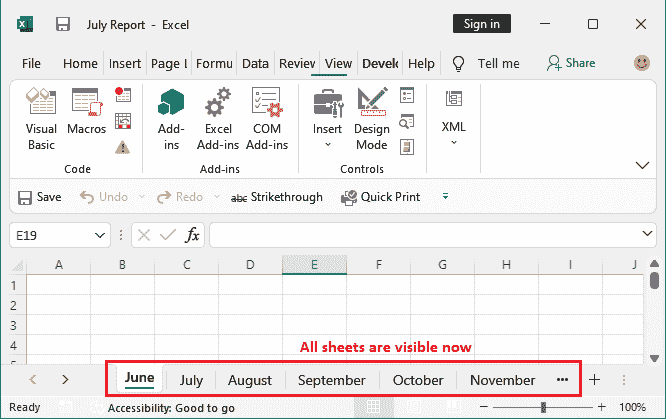 July Report - Excel
Sign in
File Home Insert Page L Formu Data Review View Develo Help Tell me Share
Visual Basic
Macros
Add-ins
Excel Add-ins
COM Add-ins
Insert
Design Mode
XML
Code Add-ins Controls
Save Undo Redo abc Strikethrough Quick Print
E19 fx
A B C D E F G H I J
1
2
3
4
All sheets are visible now
June July August September October November ...
Ready Accessibility: Good to go 100%